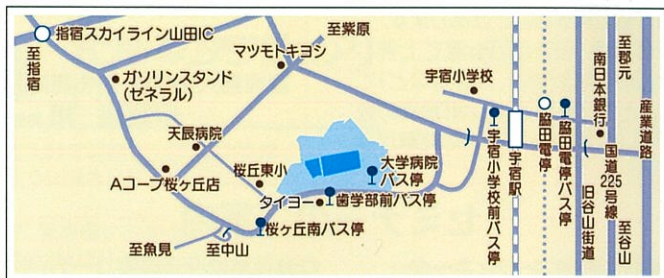 指宿スカイライン山田IC
至指宿
ガソリンスタンド
(ゼネラル)
マツモトキヨシ
至紫原
天辰病院
Aコープ桜ヶ丘店
桜丘東小
タイヨー
大学病院
バス停
歯学部前バス停
桜ヶ丘南バス停
至魚見
至中山
宇宿小学校
宇宿小学校前バス停
宇宿駅
脇田電停
脇田電停バス停
南日本銀行
至郡元
産業道路
旧谷山街道
国道225号線
至谷山